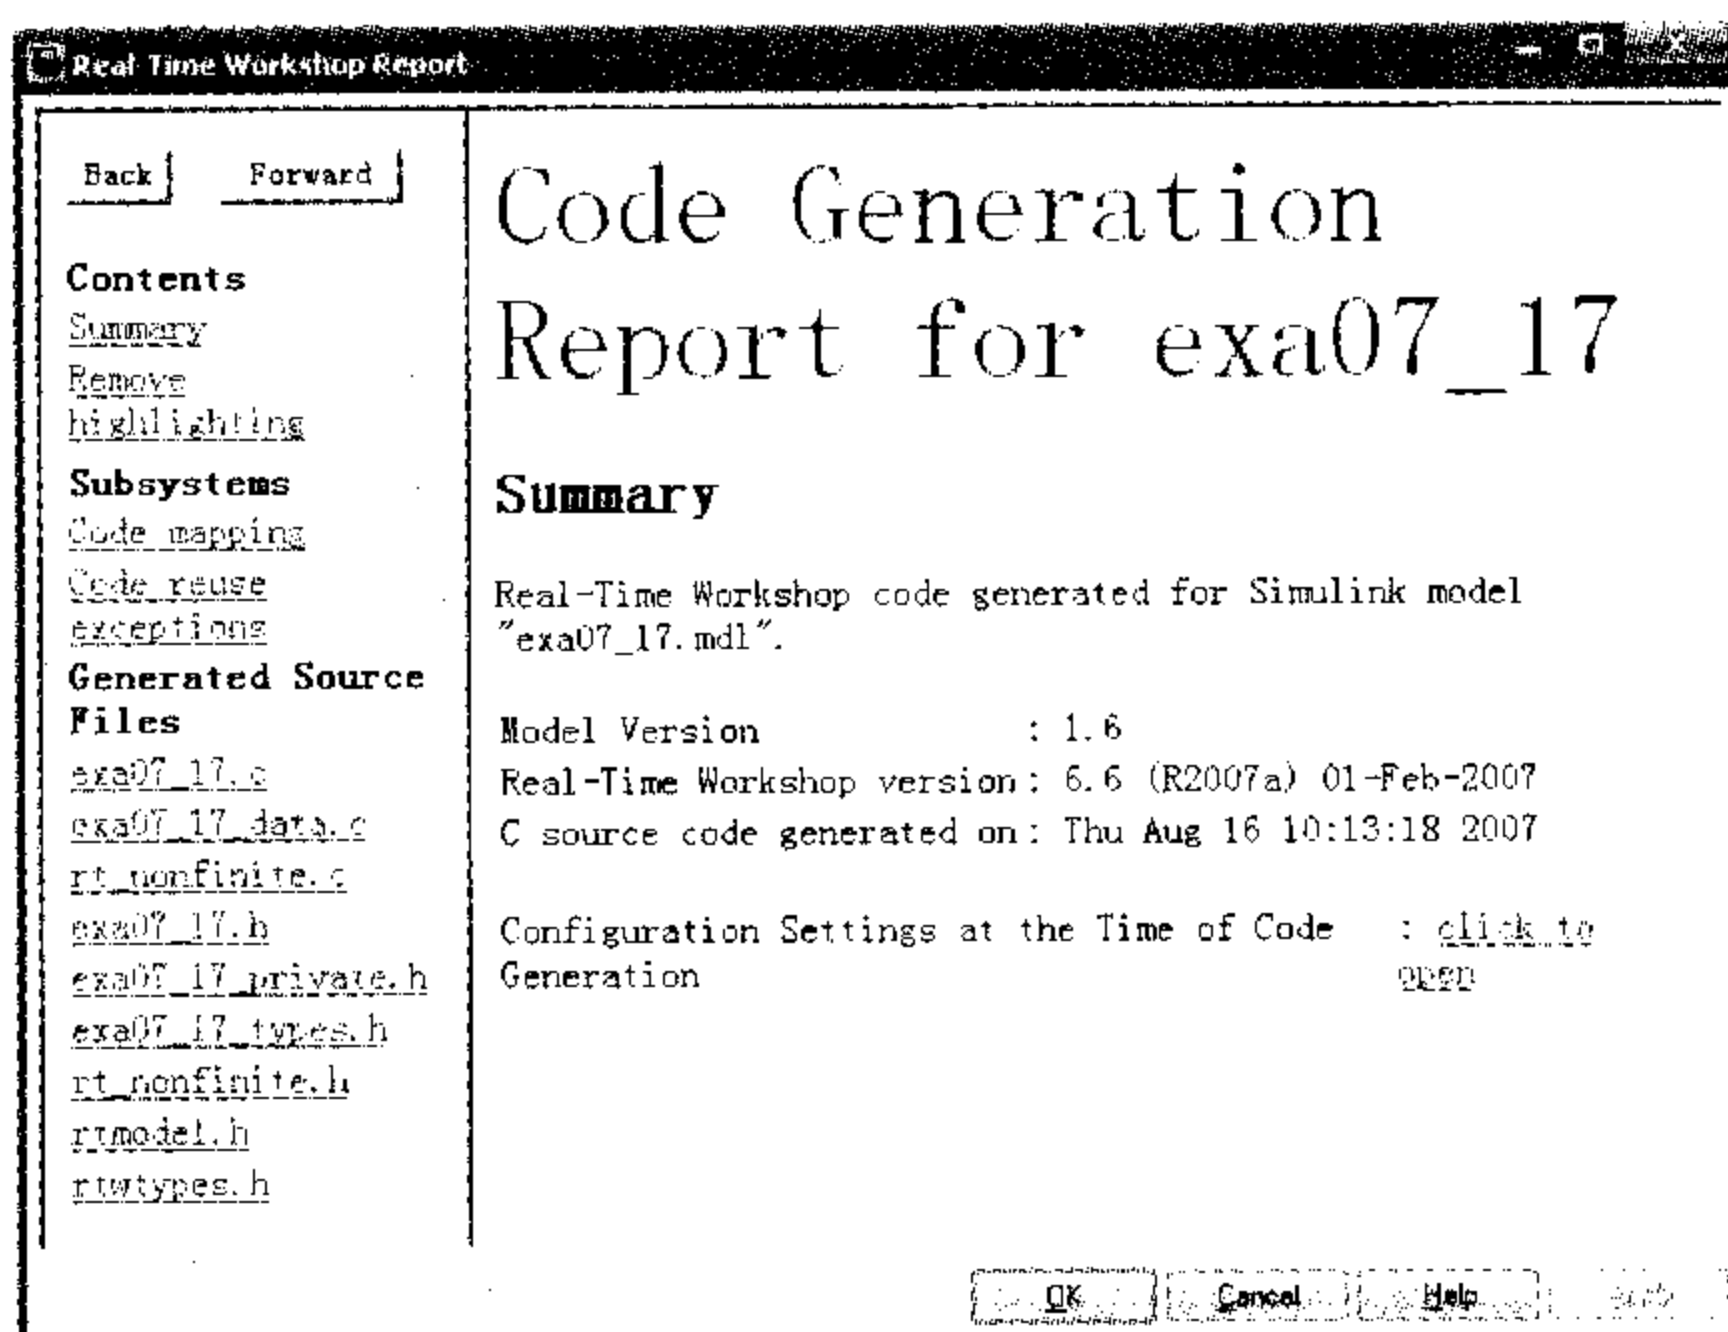 Real-Time Workshop Report
Back Forward
Contents
Summary
Remove
highlighting
Subsystems
Code mapping
Code reuse
exceptions
Generated Source
Files
exa07_17.c
exa07_17_data.c
rt_nonfinite.c
exa07_17.h
exa07_17_private.h
exa07_17_types.h
rt_nonfinite.h
rtmodel.h
rtwtypes.h
Code Generation
Report for exa07_17
Summary
Real-Time Workshop code generated for Simulink model
"exa07_17.mdl".
Model Version : 1.6
Real-Time Workshop version : 6.6 (R2007a) 01-Feb-2007
C source code generated on : Thu Aug 16 10:13:18 2007
Configuration Settings at the Time of Code : click to
Generation open
OK Cancel Help